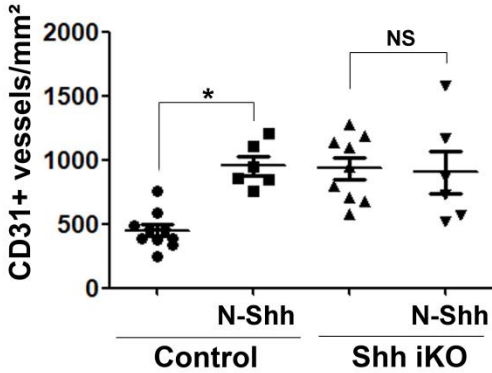 CD31+ vessels/mm²
2000
1500
1000
500
0
*
NS
N-Shh
N-Shh
Control
Shh iKO